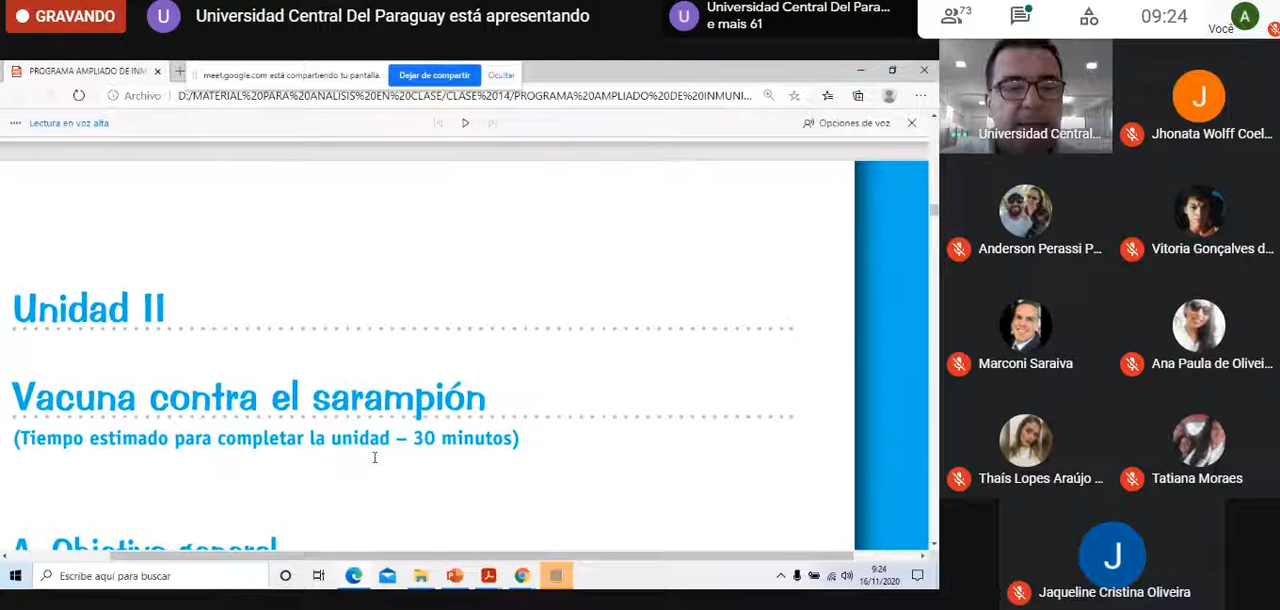 GRAVANDO
U
Universidad Central Del Paraguay está apresentando
U
Universidad Central Del Para...
e mais 61
73
09:24
Você
A
PROGRAMA AMPLIADO DE INM
meet.google.com está compartiendo tu pantalla.
Dejar de compartir
Ocultar
Archivo
D:/MATERIAL%20PARA%20ANALISIS%20EN%20CLASE/CLASE%2014/PROGRAMA%20AMPLIADO%20DE%20INMUNI...
Lectura en voz alta
Opciones de voz
Unidad II
Vacuna contra el sarampión
(Tiempo estimado para completar la unidad – 30 minutos)
A. Objetivo general
Universidad Central...
J
Jhonata Wolff Coel...
Anderson Perassi P...
Vitoria Gonçalves d...
Marconi Saraiva
Ana Paula de Olivei...
Thaís Lopes Araújo ...
Tatiana Moraes
J
Jaqueline Cristina Oliveira
Escribe aquí para buscar
9:24
16/11/2020